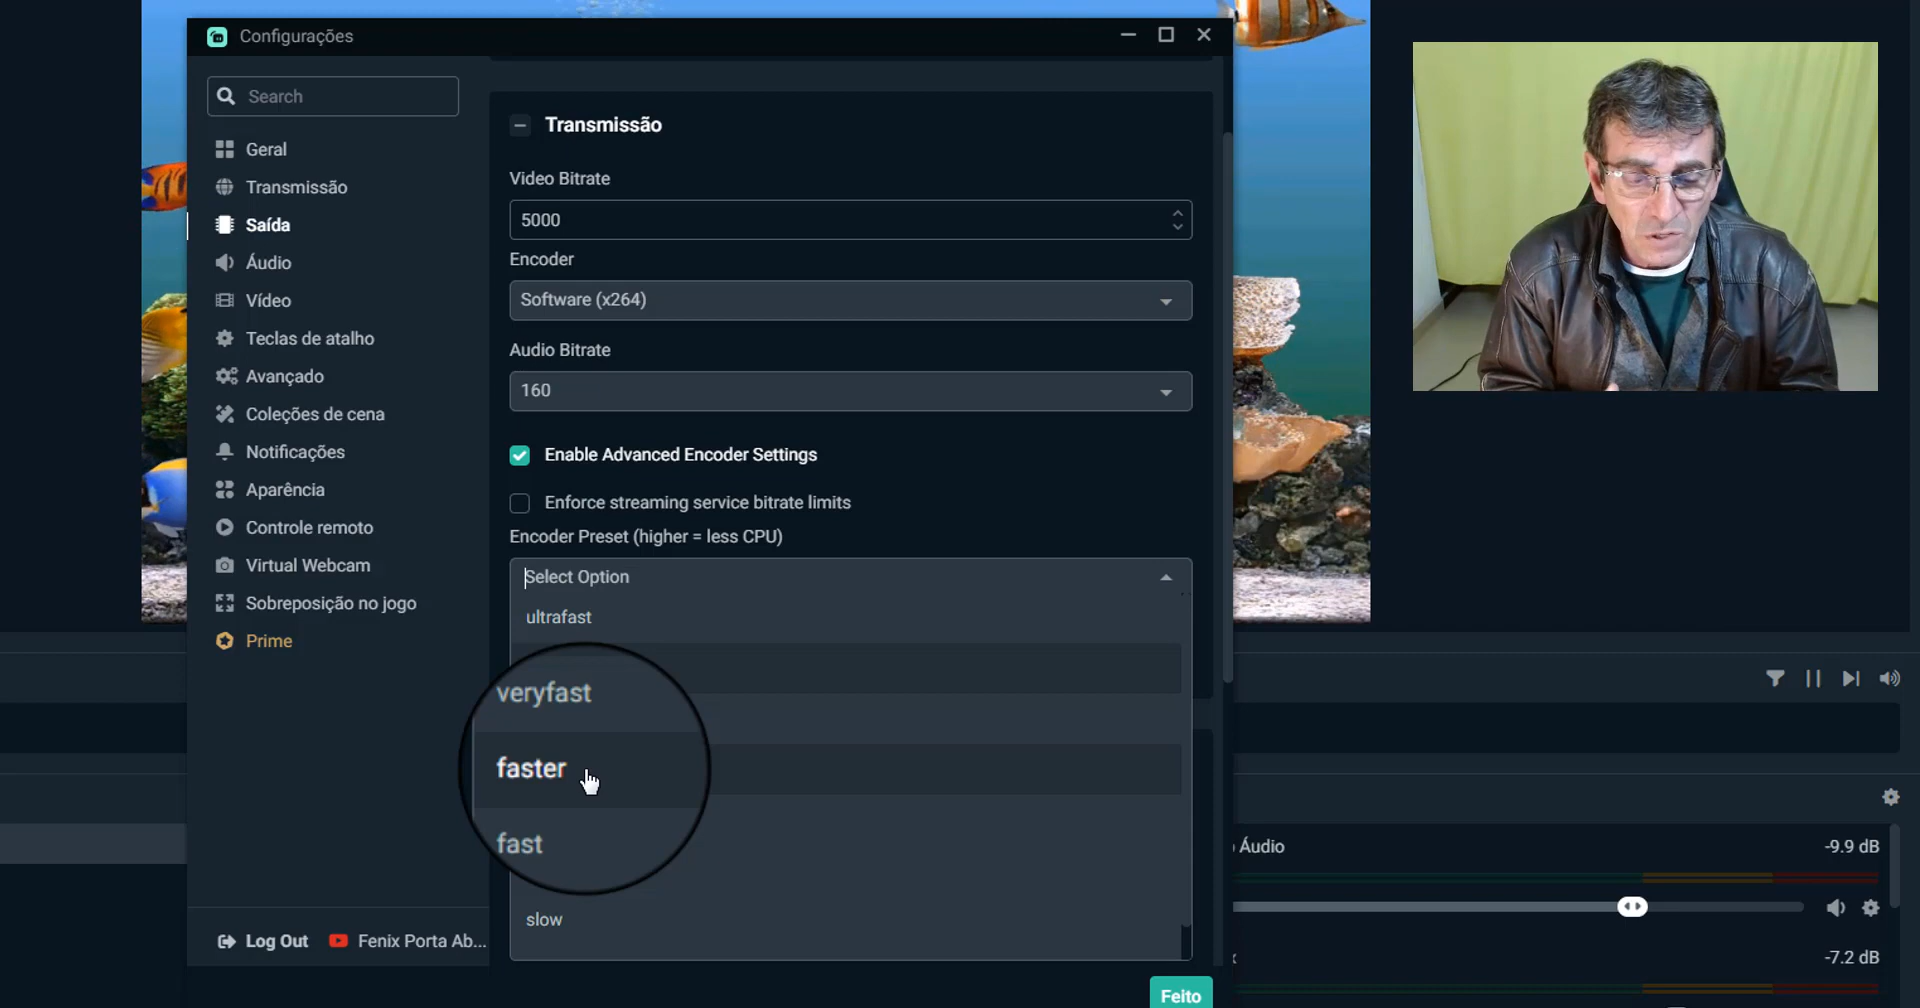 Configurações
Search
Geral
Transmissão
Saída
Áudio
Vídeo
Teclas de atalho
Avançado
Coleções de cena
Notificações
Aparência
Controle remoto
Virtual Webcam
Sobreposição no jogo
Prime
Log Out
Fenix Porta Ab...
Transmissão
Video Bitrate
5000
Encoder
Software (x264)
Audio Bitrate
160
Enable Advanced Encoder Settings
Enforce streaming service bitrate limits
Encoder Preset (higher = less CPU)
Select Option
ultrafast
veryfast
faster
fast
slow
Feito
Áudio
-9.9 dB
-7.2 dB